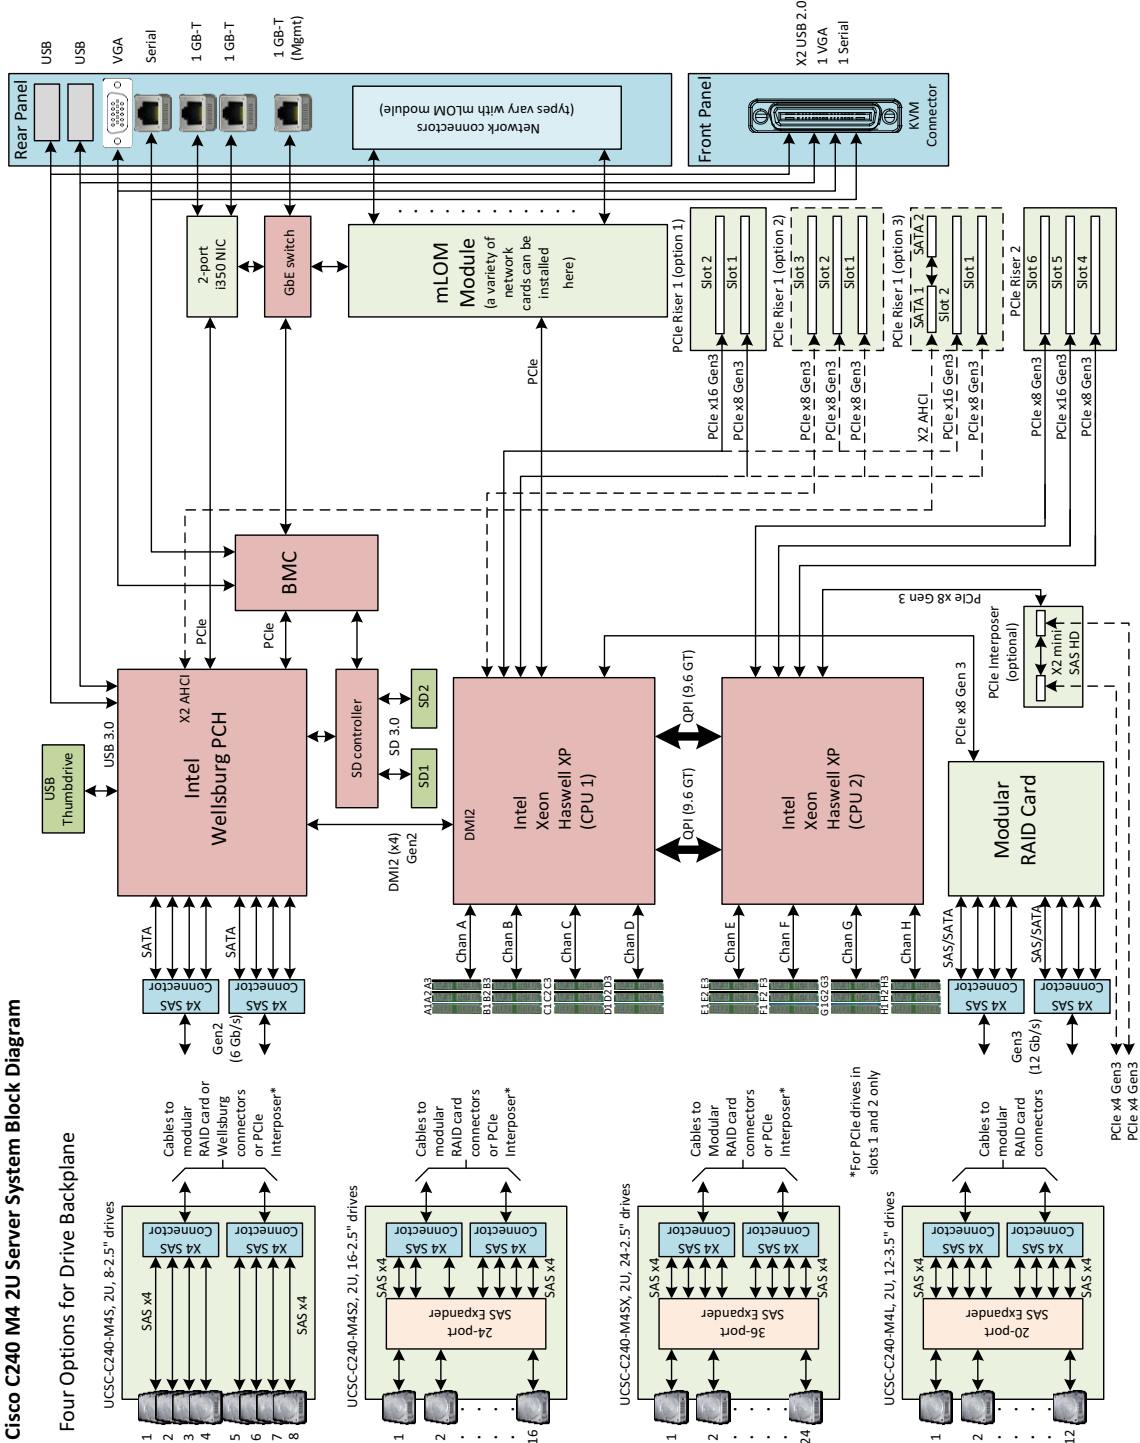 Cisco C240 M4 2U Server System Block Diagram
Four Options for Drive Backplane
UCSC-C240-M4S, 2U, 8-2.5" drives
1
2
3
4
5
6
7
8
SAS x4
SAS x4
X4 SAS
Connector
X4 SAS
Connector
Cables to
modular
RAID card or
Wellsburg
connectors
or PCIe
Interposer*
UCSC-C240-M4S2, 2U, 16-2.5" drives
1
2
16
24-port
SAS Expander
SAS x4
SAS x4
X4 SAS
Connector
X4 SAS
Connector
Cables to
modular
RAID card
connectors
or PCIe
Interposer*
UCSC-C240-M4SX, 2U, 24-2.5" drives
1
2
24
36-port
SAS Expander
SAS x4
SAS x4
X4 SAS
Connector
X4 SAS
Connector
Cables to
Modular
RAID card
connectors
or PCIe
Interposer*
*For PCIe drives in
slots 1 and 2 only
UCSC-C240-M4L, 2U, 12-3.5" drives
1
2
12
20-port
SAS Expander
SAS x4
SAS x4
X4 SAS
Connector
X4 SAS
Connector
Cables to
modular
RAID card
connectors
Gen2
(6 Gb/s)
X4 SAS
Connector
X4 SAS
Connector
SATA
SATA
USB
Thumbdrive
USB 3.0
X2 AHCI
Intel
Wellsburg PCH
PCIe
PCIe
BMC
SD controller
SD 3.0
SD1
SD2
DMI2 (x4)
Gen2
A1 A2 A3
B1 B2 B3
C1 C2 C3
D1 D2 D3
Chan A
Chan B
Chan C
Chan D
DMI2
Intel
Xeon
Haswell XP
(CPU 1)
QPI (9.6 GT)
QPI (9.6 GT)
E1 E2 E3
F1 F2 F3
G1 G2 G3
H1 H2 H3
Chan E
Chan F
Chan G
Chan H
Intel
Xeon
Haswell XP
(CPU 2)
Gen3
(12 Gb/s)
X4 SAS
Connector
X4 SAS
Connector
SAS/SATA
SAS/SATA
Modular
RAID Card
PCIe x8 Gen 3
PCIe x8 Gen 3
PCIe Interposer
(optional)
X2 mini
SAS HD
PCIe x4 Gen3
PCIe x4 Gen3
2-port
i350 NIC
GbE switch
mLOM
Module
(a variety of
network
cards can be
installed
here)
PCIe
PCIe Riser 1 (option 1)
Slot 2
Slot 1
PCIe x16 Gen3
PCIe x8 Gen3
PCIe Riser 1 (option 2)
Slot 3
Slot 2
Slot 1
PCIe x8 Gen3
PCIe x8 Gen3
PCIe x8 Gen3
PCIe Riser 1 (option 3)
SATA 1
SATA 2
Slot 2
Slot 1
X2 AHCI
PCIe x16 Gen3
PCIe x8 Gen3
PCIe Riser 2
Slot 6
Slot 5
Slot 4
PCIe x8 Gen3
PCIe x16 Gen3
PCIe x8 Gen3
Rear Panel
USB
USB
VGA
Serial
1 GB-T
1 GB-T
1 GB-T
(Mgmt)
Network connectors
(types vary with mLOM module)
Front Panel
KVM
Connector
X2 USB 2.0
1 VGA
1 Serial